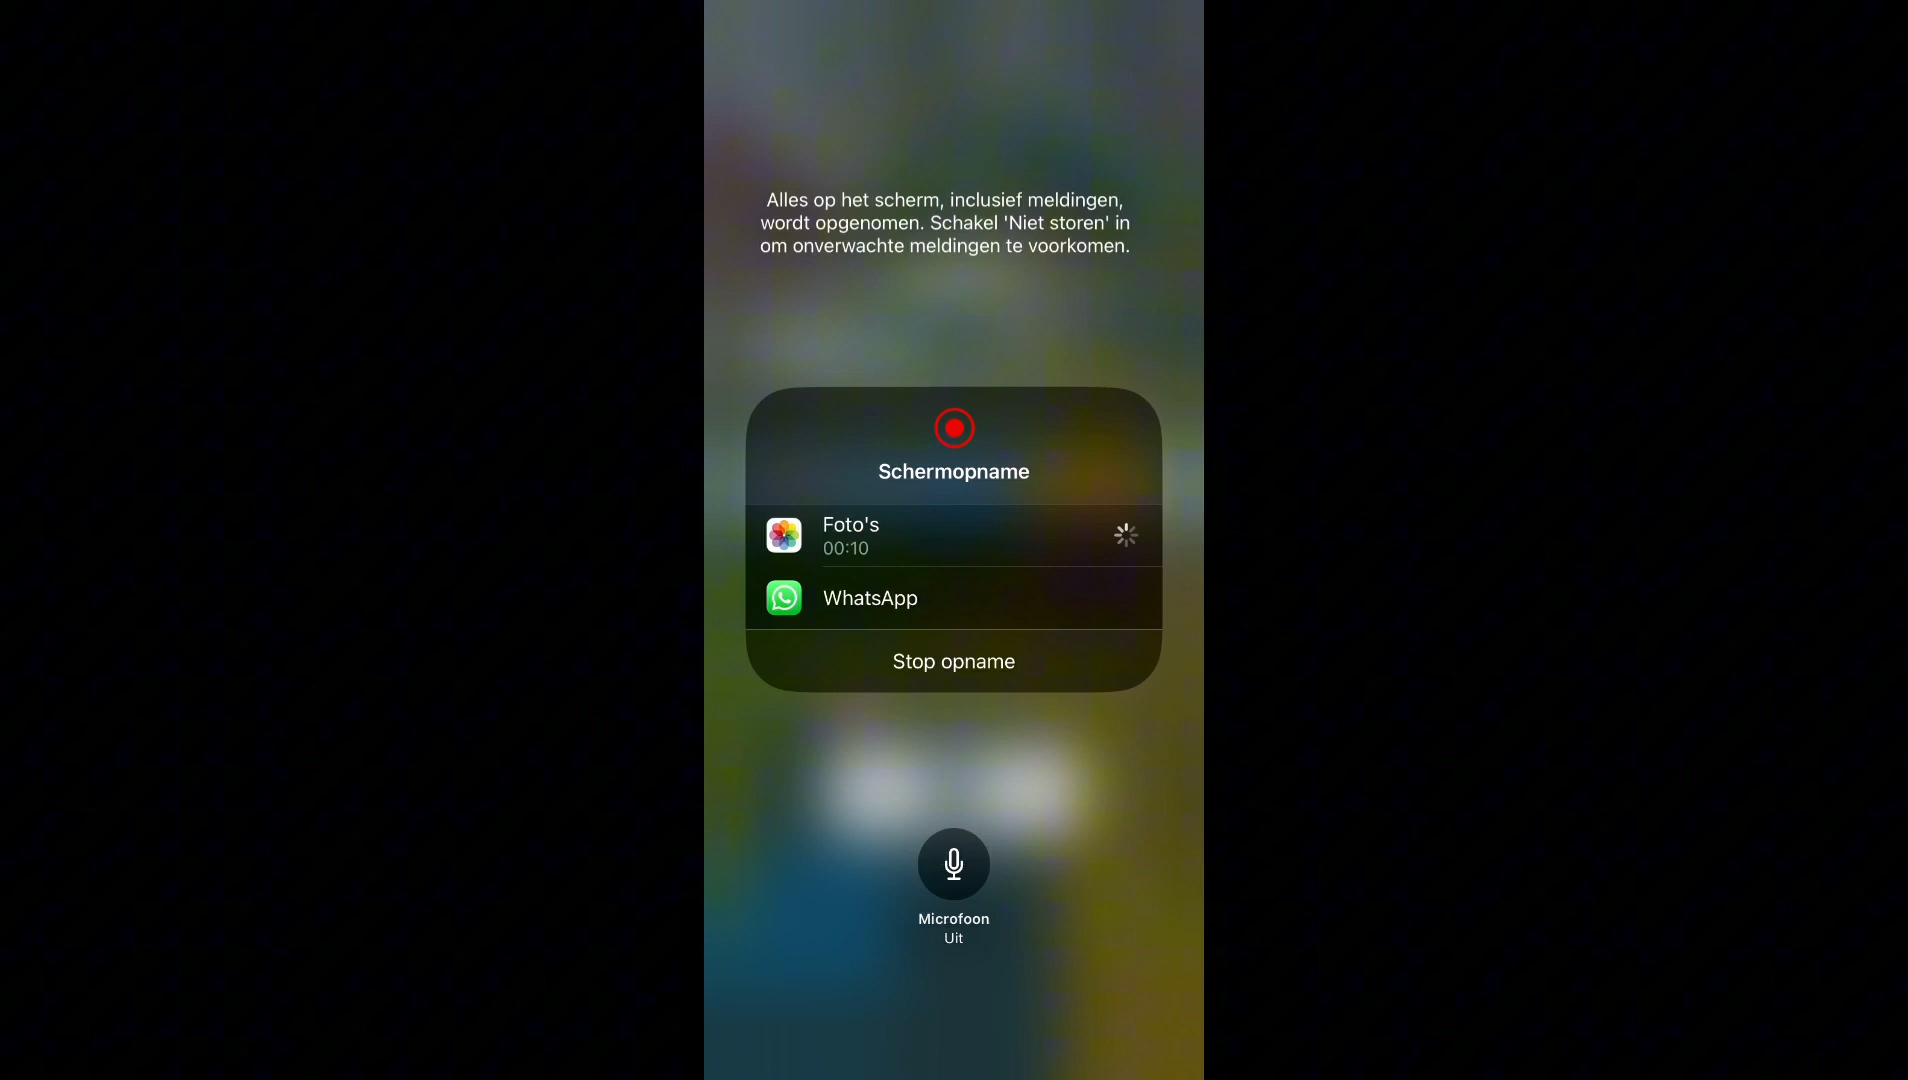 Alles op het scherm, inclusief meldingen,
wordt opgenomen. Schakel 'Niet storen' in
om onverwachte meldingen te voorkomen.
Schermopname
Foto's
00:10
WhatsApp
Stop opname
Microfoon
Uit